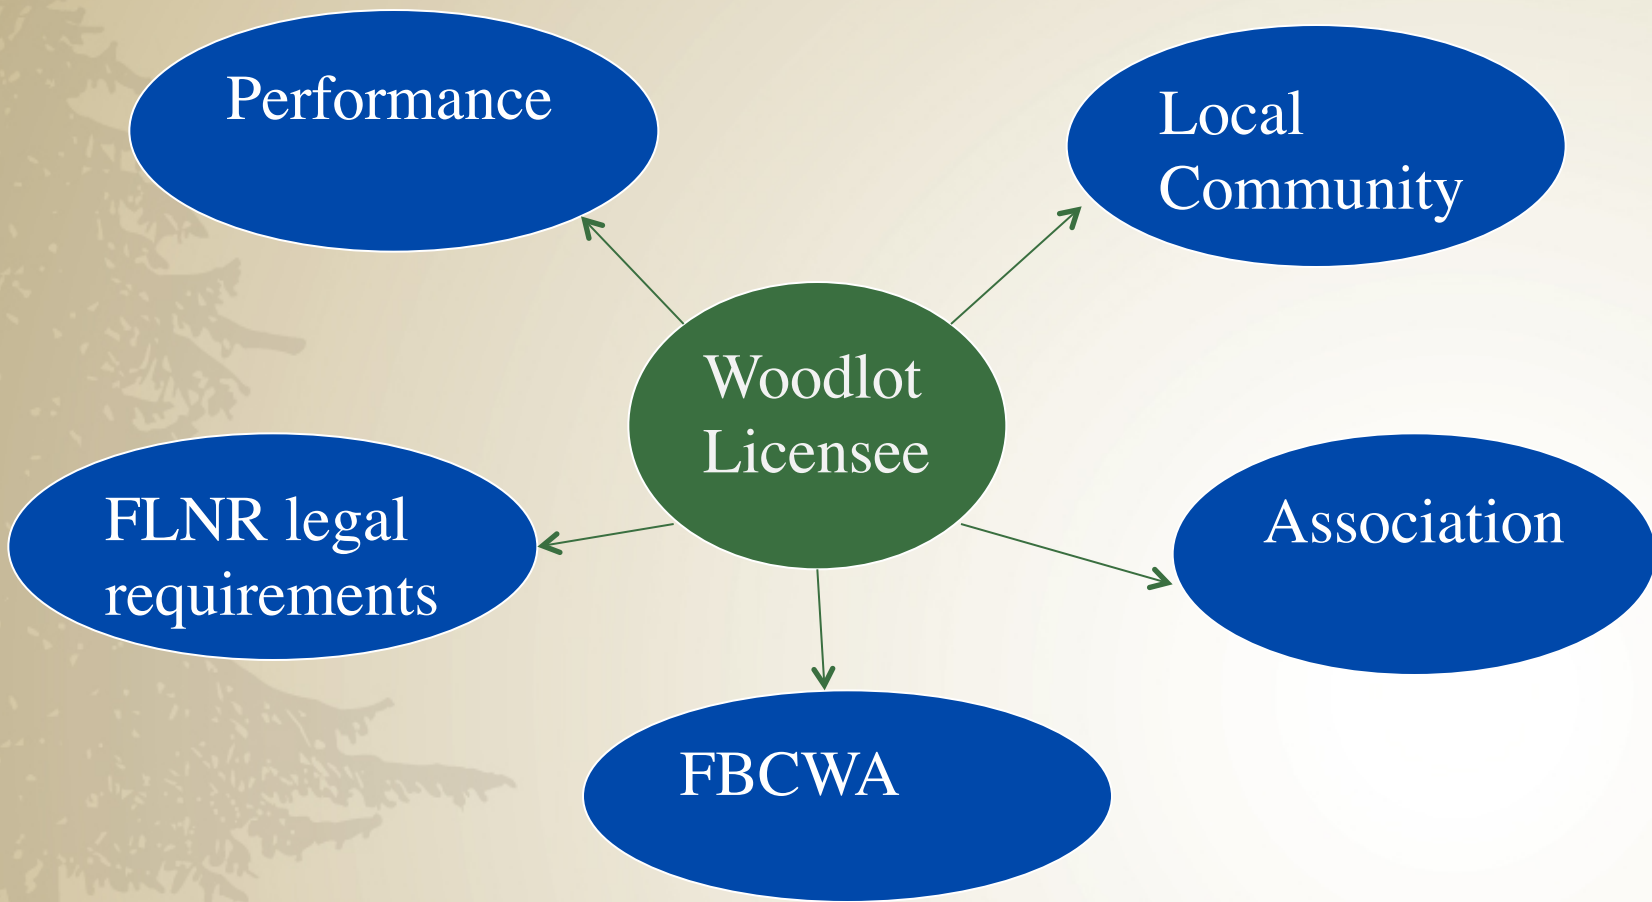 Performance
Local
Community
Woodlot
Licensee
FLNR legal
requirements
Association
FBCWA